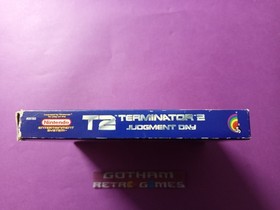 Nintendo
ENTERTAINMENT
SYSTEM
T2 TERMINATOR 2
JUDGMENT DAY
GOTHAM
RETRO GAMES